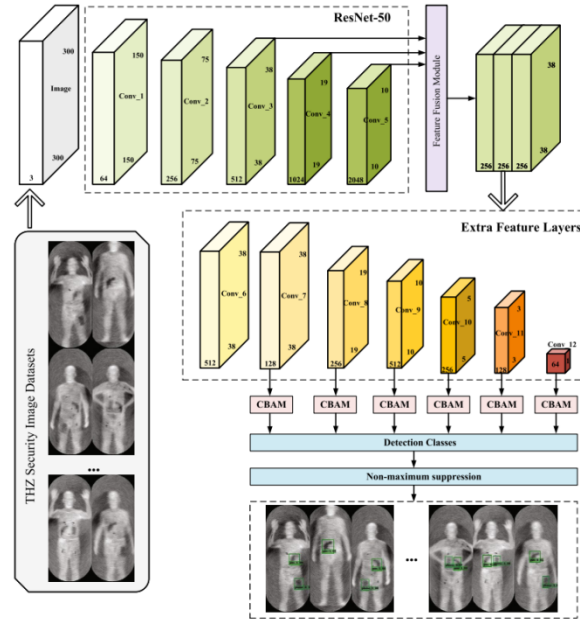 ResNet-50
300
Image
300
3
150
Conv_1
150
64
75
Conv_2
75
256
38
Conv_3
38
512
19
Conv_4
19
1024
10
Conv_5
10
2048
Feature Fusion Module
38
38
256 256 256
THZ Security Image Datasets
...
Extra Feature Layers
38
Conv_6
38
512
38
Conv_7
38
128
19
Conv_8
19
256
10
Conv_9
10
512
5
Conv_10
5
256
3
Conv_11
3
128
Conv_12
1
64
CBAM CBAM CBAM CBAM CBAM CBAM
Detection Classes
Non-maximum suppression
...